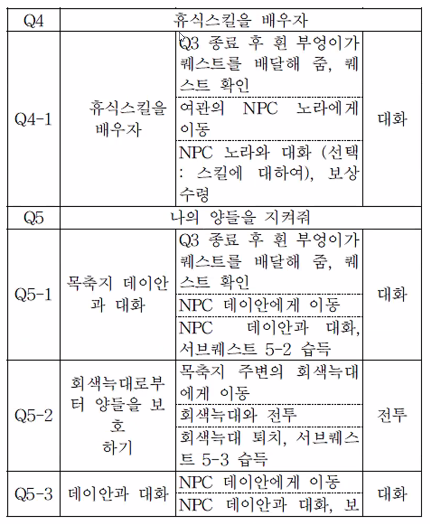 Q4 휴식스킬을 배우자
Q4-1
휴식스킬을
배우자
Q3 종료 후 흰 부엉이가
퀘스트를 배달해 줌, 퀘
스트 확인
여관의 NPC 노라에게
이동
NPC 노라와 대화 (선택
: 스킬에 대하여), 보상
수령
대화
Q5 나의 양들을 지켜줘
Q5-1
목축지 데이안
과 대화
Q3 종료 후 흰 부엉이가
퀘스트를 배달해 줌, 퀘
스트 확인
NPC 데이안에게 이동
NPC 데이안과 대화,
서브퀘스트 5-2 습득
대화
Q5-2
회색늑대로부
터 양들을 보
호
하기
목축지 주변의 회색늑대
에게 이동
회색늑대와 전투
회색늑대 퇴치, 서브퀘스
트 5-3 습득
전투
Q5-3
데이안과 대화
NPC 데이안에게 이동
NPC 데이안과 대화, 보
대화